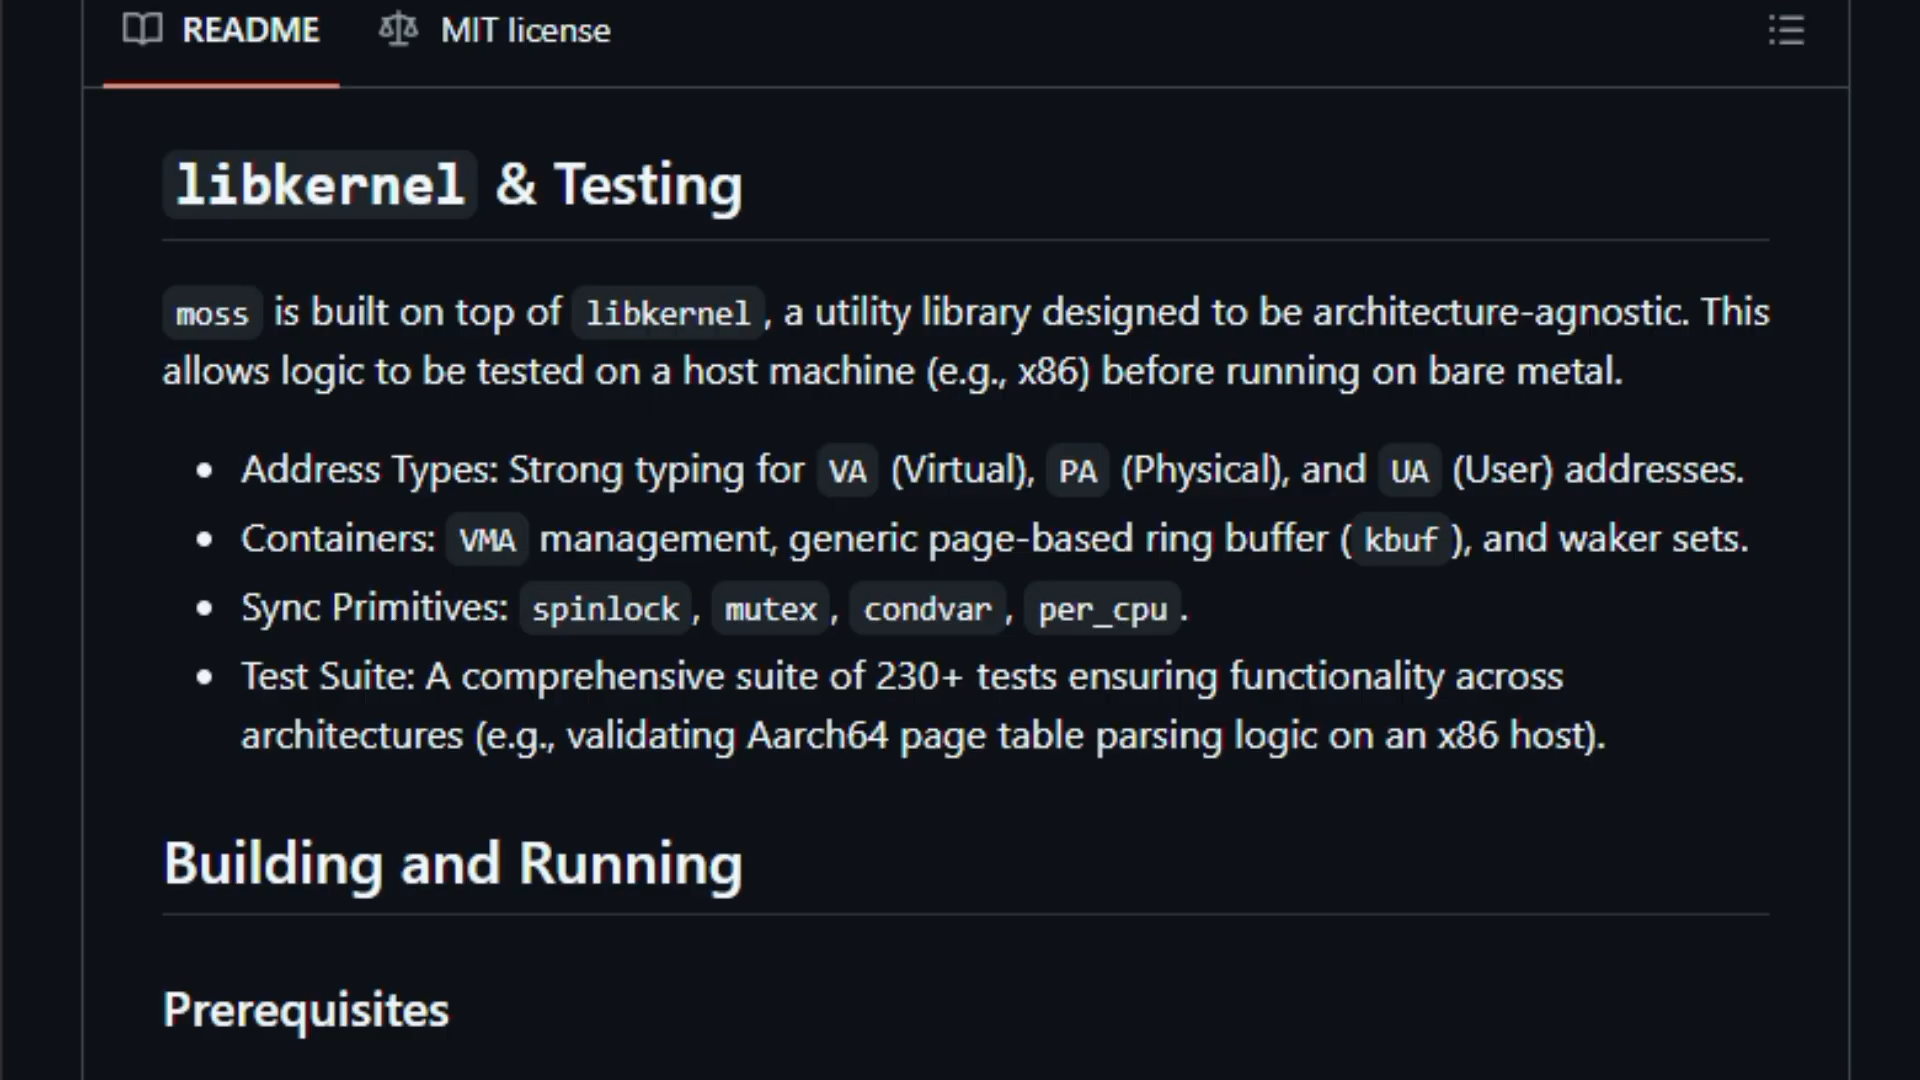 README
MIT license
libkernel & Testing
moss is built on top of libkernel, a utility library designed to be architecture-agnostic. This
allows logic to be tested on a host machine (e.g., x86) before running on bare metal.
Address Types: Strong typing for VA (Virtual), PA (Physical), and UA (User) addresses.
Containers: VMA management, generic page-based ring buffer (kbuf), and waker sets.
Sync Primitives: spinlock, mutex, condvar, per_cpu.
Test Suite: A comprehensive suite of 230+ tests ensuring functionality across
architectures (e.g., validating Aarch64 page table parsing logic on an x86 host).
Building and Running
Prerequisites